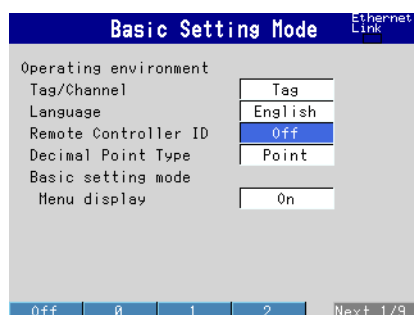 Basic Setting Mode
Ethernet
Link
Operating environment
Tag/Channel Tag
Language English
Remote Controller ID Off
Decimal Point Type Point
Basic setting mode
Menu display On
Off 0 1 2 Next 1/9